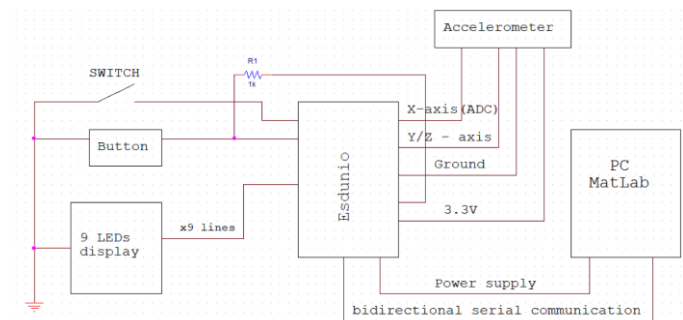 Accelerometer
R1
1k
SWITCH
X-axis(ADC)
Y/Z - axis
Button
Ground
Esdunio
PC
MatLab
3.3V
x9 lines
9 LEDs
display
Power supply
bidirectional serial communication